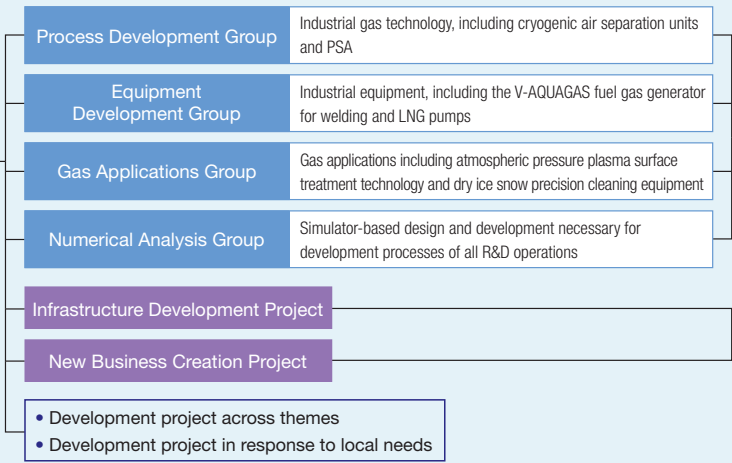 Process Development Group
Industrial gas technology, including cryogenic air separation units
and PSA
Equipment
Development Group
Industrial equipment, including the V-AQUAGAS fuel gas generator
for welding and LNG pumps
Gas Applications Group
Gas applications including atmospheric pressure plasma surface
treatment technology and dry ice snow precision cleaning equipment
Numerical Analysis Group
Simulator-based design and development necessary for
development processes of all R&D operations
Infrastructure Development Project
New Business Creation Project
• Development project across themes
• Development project in response to local needs